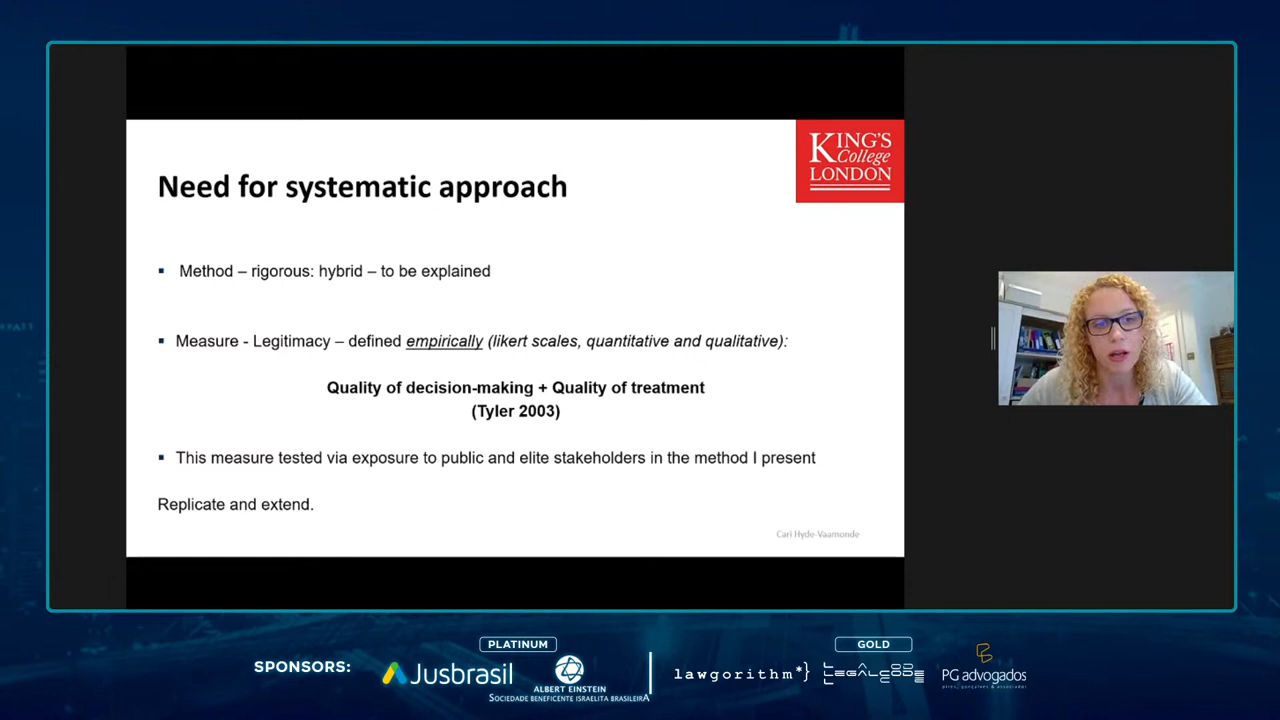 KING'S
College
LONDON
Need for systematic approach
▪ Method – rigorous: hybrid – to be explained
▪ Measure - Legitimacy – defined empirically (likert scales, quantitative and qualitative):
Quality of decision-making + Quality of treatment
(Tyler 2003)
▪ This measure tested via exposure to public and elite stakeholders in the method I present
Replicate and extend.
Cari Hyde-Vaamonde
SPONSORS:
PLATINUM
Jusbrasil
ALBERT EINSTEIN
SOCIEDADE BENEFICENTE ISRAELITA BRASILEIRA
lawgorithm*}
GOLD
LEGALCODE
PG advogados